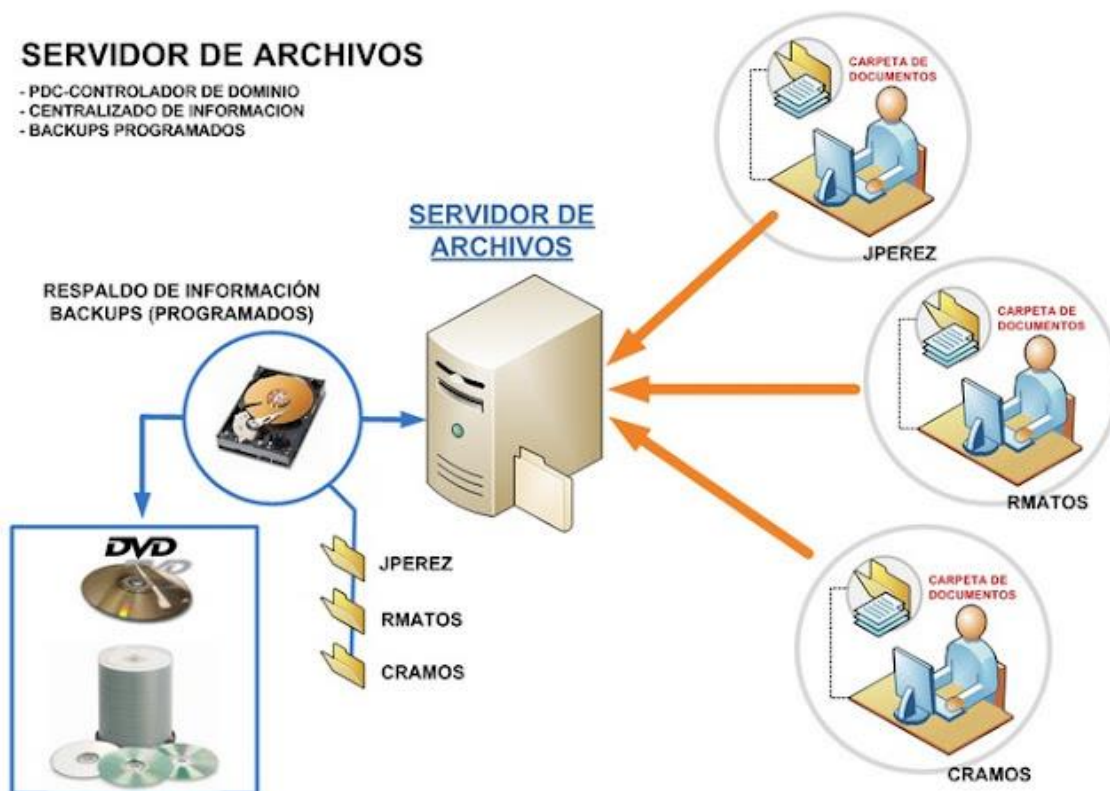 SERVIDOR DE ARCHIVOS
- PDC-CONTROLADOR DE DOMINIO
- CENTRALIZADO DE INFORMACION
- BACKUPS PROGRAMADOS
CARPETA DE
DOCUMENTOS
JPEREZ
SERVIDOR DE
ARCHIVOS
RESPALDO DE INFORMACIÓN
BACKUPS (PROGRAMADOS)
CARPETA DE
DOCUMENTOS
RMATOS
DVD
JPEREZ
RMATOS
CRAMOS
CARPETA DE
DOCUMENTOS
CRAMOS